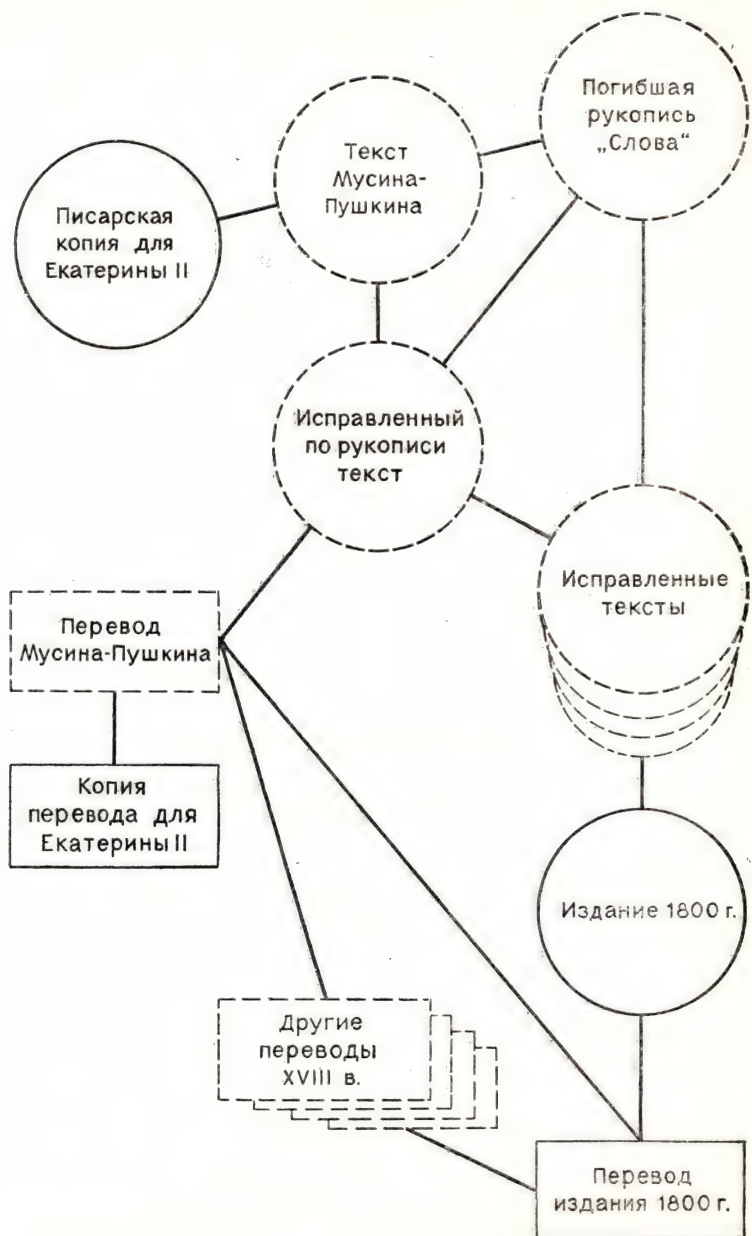 Погибшая
рукопись
„Слова“
Текст
Мусина-
Пушкина
Писарская
копия для
Екатерины II
Исправленный
по рукописи
текст
Исправленные
тексты
Перевод
Мусина-Пушкина
Копия
перевода для
Екатерины II
Издание 1800 г.
Другие
переводы
XVIII в.
Перевод
издания 1800 г.